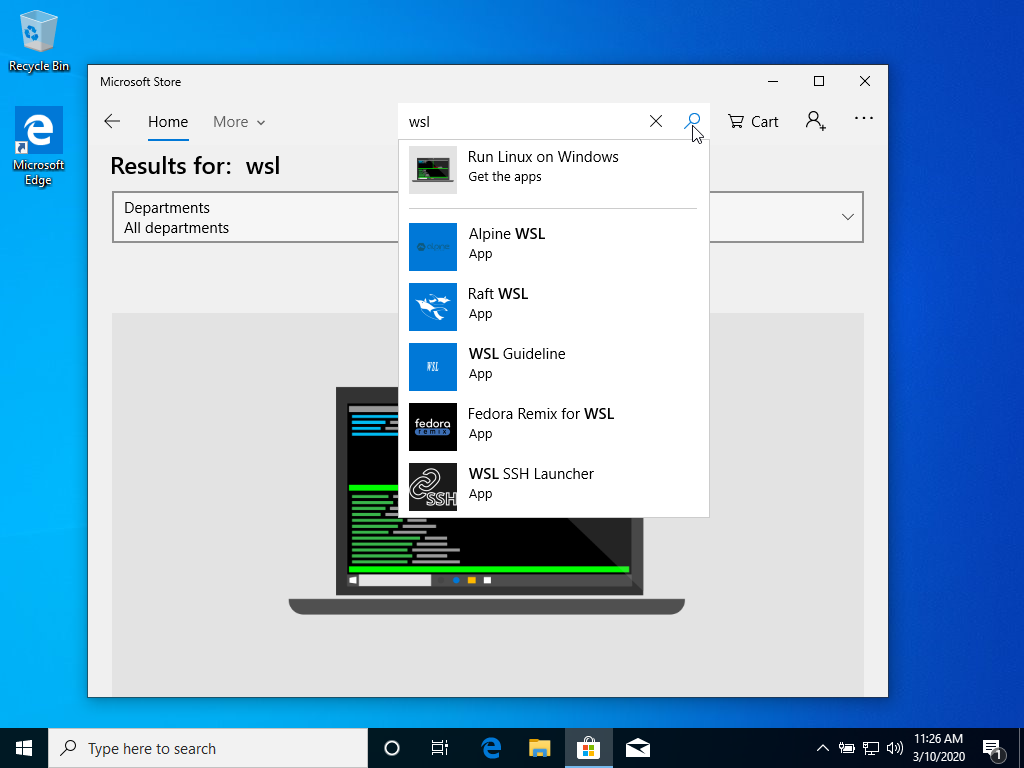 Recycle Bin
Microsoft Edge
Microsoft Store
Home
More
wsl
Cart
Results for: wsl
Departments
All departments
Run Linux on Windows
Get the apps
Alpine WSL
App
Raft WSL
App
WSL
WSL Guideline
App
fedora
remix
Fedora Remix for WSL
App
SSH
WSL SSH Launcher
App
Type here to search
11:26 AM
3/10/2020
1